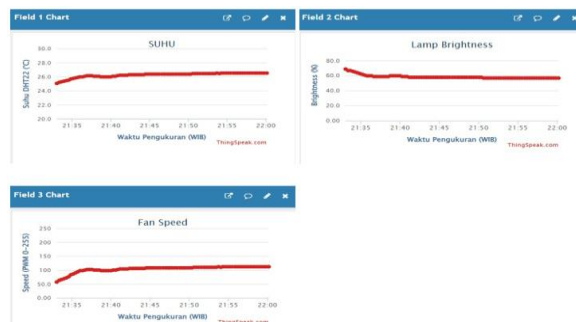 Field 1 Chart
SUHU
Suhu DHT22 (°C)
30.0
28.0
26.0
24.0
22.0
20.0
21:35 21:40 21:45 21:50 21:55 22:00
Waktu Pengukuran (WIB)
ThingSpeak.com
Field 2 Chart
Lamp Brightness
Brightness (%)
80.0
60.0
40.0
20.0
0.00
21:35 21:40 21:45 21:50 21:55 22:00
Waktu Pengukuran (WIB)
ThingSpeak.com
Field 3 Chart
Fan Speed
Speed (PWM 0-255)
250
200
150
100
50.0
0.00
21:35 21:40 21:45 21:50 21:55 22:00
Waktu Pengukuran (WIB)
ThingSpeak.com